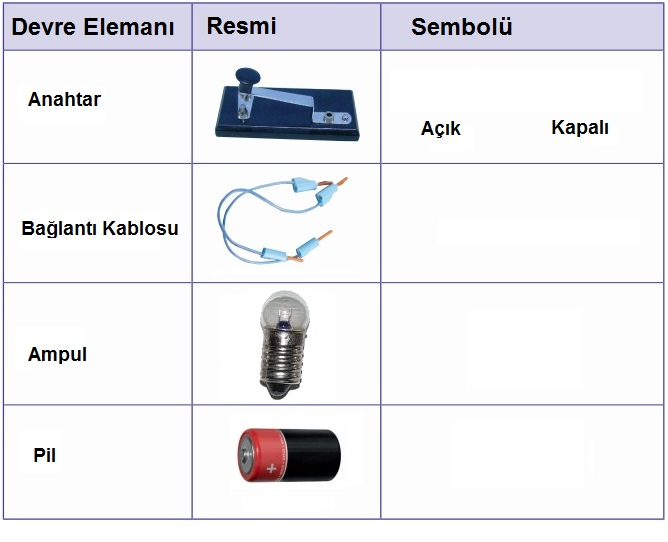 Devre Elemanı Resmi Sembolü
Anahtar
Açık Kapalı
Bağlantı Kablosu
Ampul
Pil
+